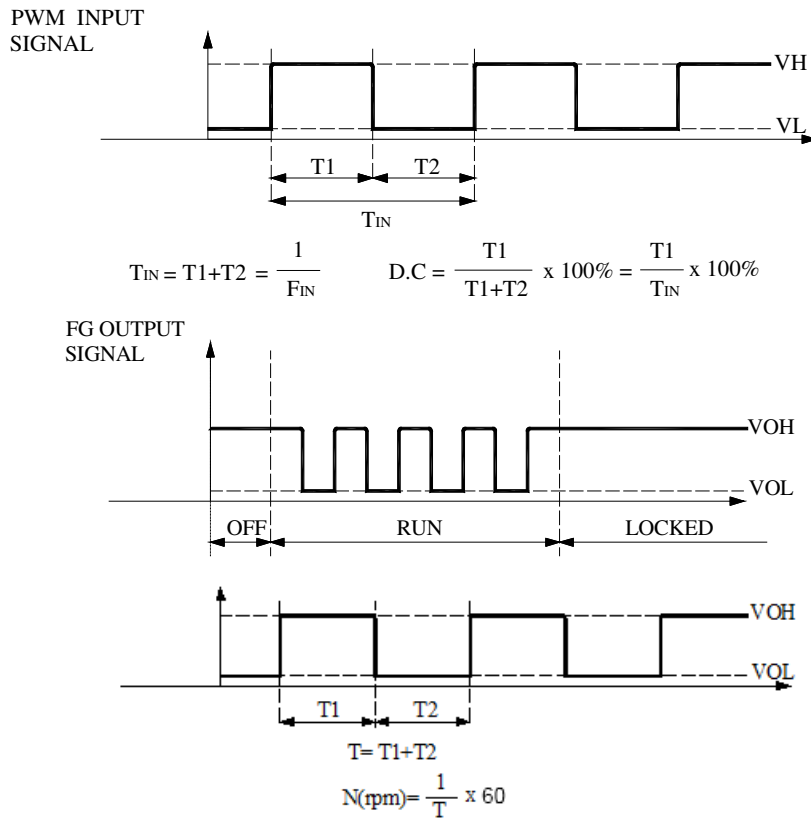 PWM INPUT
SIGNAL
VH
VL
T1 T2
TIN
TIN = T1+T2 = 1/FIN D.C = T1/T1+T2 x 100% = T1/TIN x 100%
FG OUTPUT
SIGNAL
VOH
VOL
OFF RUN LOCKED
VOH
VOL
T1 T2
T= T1+T2
N(rpm)= 1/T x 60